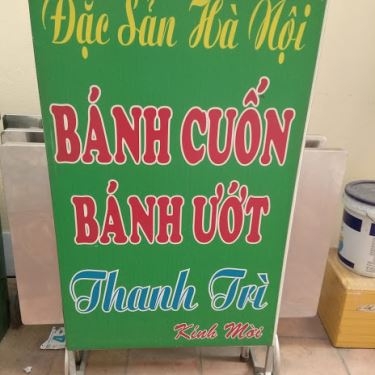 Đặc Sản Hà Nội
BÁNH CUỐN
BÁNH ƯỚT
Thanh Trì
Kính Mời